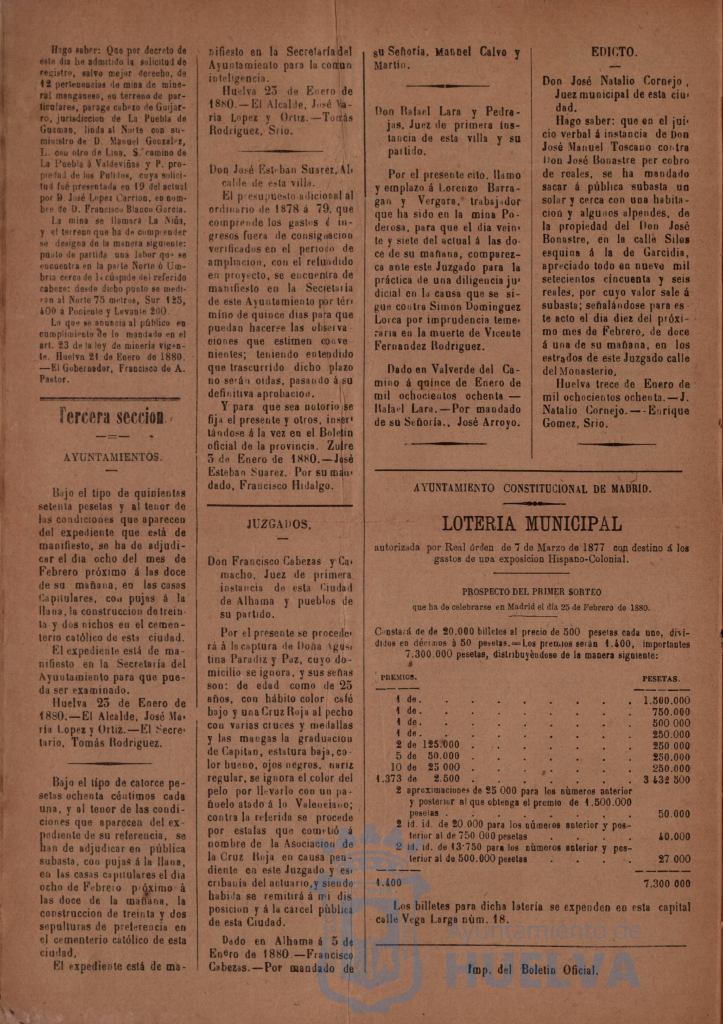 Hago saber: Que por decreto de
este dia he admitido la solicitud de
registro, salvo mejor derecho, de
12 pertenencias de mina de mine-
ral manganeso, en terreno de par-
ticulares, parage cabezo de Guijar-
ro, jurisdiccion de La Puebla de
Guzman, linda al Norte con su-
ministro de D. Manuel Gonzalez,
L. con otro de Lina, S. camino de
La Puebla á Valdeviñas y P. pro-
piedad de los Pulidos, cuya solici-
tud fué presentada en 19 del actual
por D. José Lopez Carrion, en nom-
bre de D. Francisco Blanco Garcia.
La mina se llamará La Niña,
y el terreno que ha de comprender
se designa de la manera siguiente:
punto de partida una labor que se
encuentra en la parte Norte ó Um-
bria cerca de la cúspide del referido
cabezo: desde dicho punto se medi-
rán al Norte 75 metros, Sur 125,
400 á Poniente y Levante 200.
Lo que se anuncia al público en
cumplimiento de lo mandado en el
art. 23 de la ley de mineria vigen-
te. Huelva 21 de Enero de 1880.
—El Gobernador, Francisco de A.
Pastor.
Tercera seccion.
AYUNTAMIENTOS.
Bajo el tipo de quinientas
setenta pesetas y al tenor de
las condiciones que aparecen
del expediente que está de
manifiesto, se ha de adjudi-
car el dia ocho del mes de
Febrero próximo á las doce
de su mañana, en las casas
Capitulares, con pujas á la
llana, la construccion de trein-
ta y dos nichos en el cemen-
terio católico de esta ciudad.
El expediente está de ma-
nifiesto en la Secretaría del
Ayuntamiento para que pue-
da ser examinado.
Huelva 23 de Enero de
1880.—El Alcalde, José Ma-
ría Lopez y Ortiz.—El Secre-
tario, Tomás Rodriguez.
Bajo el tipo de catorce pe-
setas ochenta céntimos cada
una, y al tenor de las condi-
ciones que aparecen del ex-
pediente de su referencia, se
han de adjudicar en pública
subasta, con pujas á la llana,
en las casas capitulares el dia
ocho de Febrero próximo á
las doce de la mañana, la
construccion de treinta y dos
sepulturas de preferencia en
el cementerio católico de esta
ciudad,
El expediente está de ma-
nifiesto en la Secretaría del
Ayuntamiento para la comun
inteligencia.
Huelva 23 de Enero de
1880.—El Alcalde, José Ma-
ria Lopez y Ortiz.—Tomás
Rodriguez, Srio.
Don José Esteban Suarez, Al-
calde de esta villa.
El presupuesto adicional al
ordinario de 1878 á 79, que
comprende los gastos é in-
gresos fuera de consignacion
verificados en el periodo de
ampliacion, con el refundido
en proyecto, se encuentra de
manifiesto en la Secretaría
de este Ayuntamiento por tér-
mino de quince dias para que
puedan hacerse las observa-
ciones que estimen conve-
nientes; teniendo entendido
que trascurrido dicho plazo
no serán oidas, pasando á su
definitiva aprobacion.
Y para que sea notorio se
fija el presente y otros, inser-
tándose á la vez en el Boletin
oficial de la provincia. Zufre
3 de Enero de 1880.—José
Esteban Suarez. Por su man-
dado, Francisco Hidalgo.
JUZGADOS,
Don Francisco Cabezas y Ca-
macho, Juez de primera
instancia de esta Ciudad
de Alhama y pueblos de
su partido.
Por el presente se procede-
rá á la captura de Doña Agus-
tina Paradiz y Paz, cuyo do-
micilio se ignora, y sus señas
son: de edad como de 25
años, con hábito color café
bajo y una Cruz Roja al pecho
con varias cruces y medallas
y las mangas la graduacion
de Capitan, estatura baja, co-
lor bueno, ojos negros, nariz
regular, se ignora el color del
pelo por llevarlo con un pa-
ñuelo atado á lo Valenciano;
contra la referida se procede
por estafas que cometió á
nombre de la Asociacion de
la Cruz Roja en causa pen-
diente en este Juzgado y es-
cribanía del actuario, y siendo
habida se remitirá á mi dis-
posicion y á la cárcel pública
de esta Ciudad.
Dado en Alhama á 5 de
Enero de 1880.—Francisco
Cabezas.—Por mandado de
su Señoria, Manuel Calvo y
Martin.
Don Rafael Lara y Pedra-
jas, Juez de primera ins-
tancia de esta villa y su
partido.
Por el presente cito, llamo
y emplazo á Lorenzo Barra-
gan y Vergara, trabajador
que ha sido en la mina Po-
derosa, para que el dia vein-
te y siete del actual á las do-
ce de su mañana, comparez-
ca ante este Juzgado para la
práctica de una diligencia ju-
dicial en la causa que se si-
gue contra Simon Dominguez
Lorca por imprudencia teme-
raria en la muerte de Vicente
Fernandez Rodriguez.
Dado en Valverde del Ca-
mino á quince de Enero de
mil ochocientos ochenta —
Rafael Lara.—Por mandado
de su Señoría., José Arroyo.
EDICTO.
Don José Natalio Cornejo,
Juez municipal de esta ciu-
dad.
Hago saber: que en el jui-
cio verbal á instancia de Don
José Manuel Toscano contra
Don José Bonastre per cobro
de reales, se ha mandado
sacar á pública subasta un
solar y cerca con una habita-
cion y algunos alpendes, de
la propiedad del Don José
Bonastre, en la calle Silos
esquina á la de Garcidia,
apreciado todo en nueve mil
setecientos cincuenta y seis
reales, por cuyo valor sale á
subasta; señalándose para es-
te acto el dia diez del próxi-
mo mes de Febrero, de doce
á una de su mañana, en los
estrados de este Juzgado calle
del Monasterio.
Huelva trece de Enero de
mil ochocientos ochenta.—J.
Natalio Cornejo.—-Enrique
Gomez, Srio.
AYUNTAMIENTO CONSTITUCIONAL DE MADRID.
LOTERIA MUNICIPAL
autorizada por Real órden de 7 de Marzo de 1877 con destino á los
gastos de una exposicion Hispano-Colonial.
PROSPECTO DEL PRIMER SORTEO
que ha de celebrarse en Madrid el dia 25 de Febrero de 1880.
Constará de de 20.000 billetes al precio de 500 pesetas cada uno, divi-
didos en décimos á 50 pesetas.=Los premios serán 1.400, importantes
7.300.000 pesetas, distribuyéndose de la manera siguiente:
PREMIOS. PESETAS.
1 de. 1.500.000
1 de. 750.000
1 de. 500 000
1 de. 250.000
2 de 125.000 250 000
5 de 50.000 250.000
10 de 25 000 250.000
1.373 de 2.500 3 432 500
2 aproximaciones de 25 000 para los números anterior
y posterior al que obtenga el premio de 1.500.000
pesetas 50.000
2 id. id. de 20.000 para los números anterior y pos-
terior al de 750 000 pesetas 40.000
2 id. id. de 13·750 para los números anterior y pos-
terior al de 500.000 pesetas 27 000
1.400 7.300 000
Los billetes para dicha lotería se expenden en esta capital
calle Vega Larga núm. 18.
Imp. del Boletin Oficial.
Ayuntamiento de
HUELVA